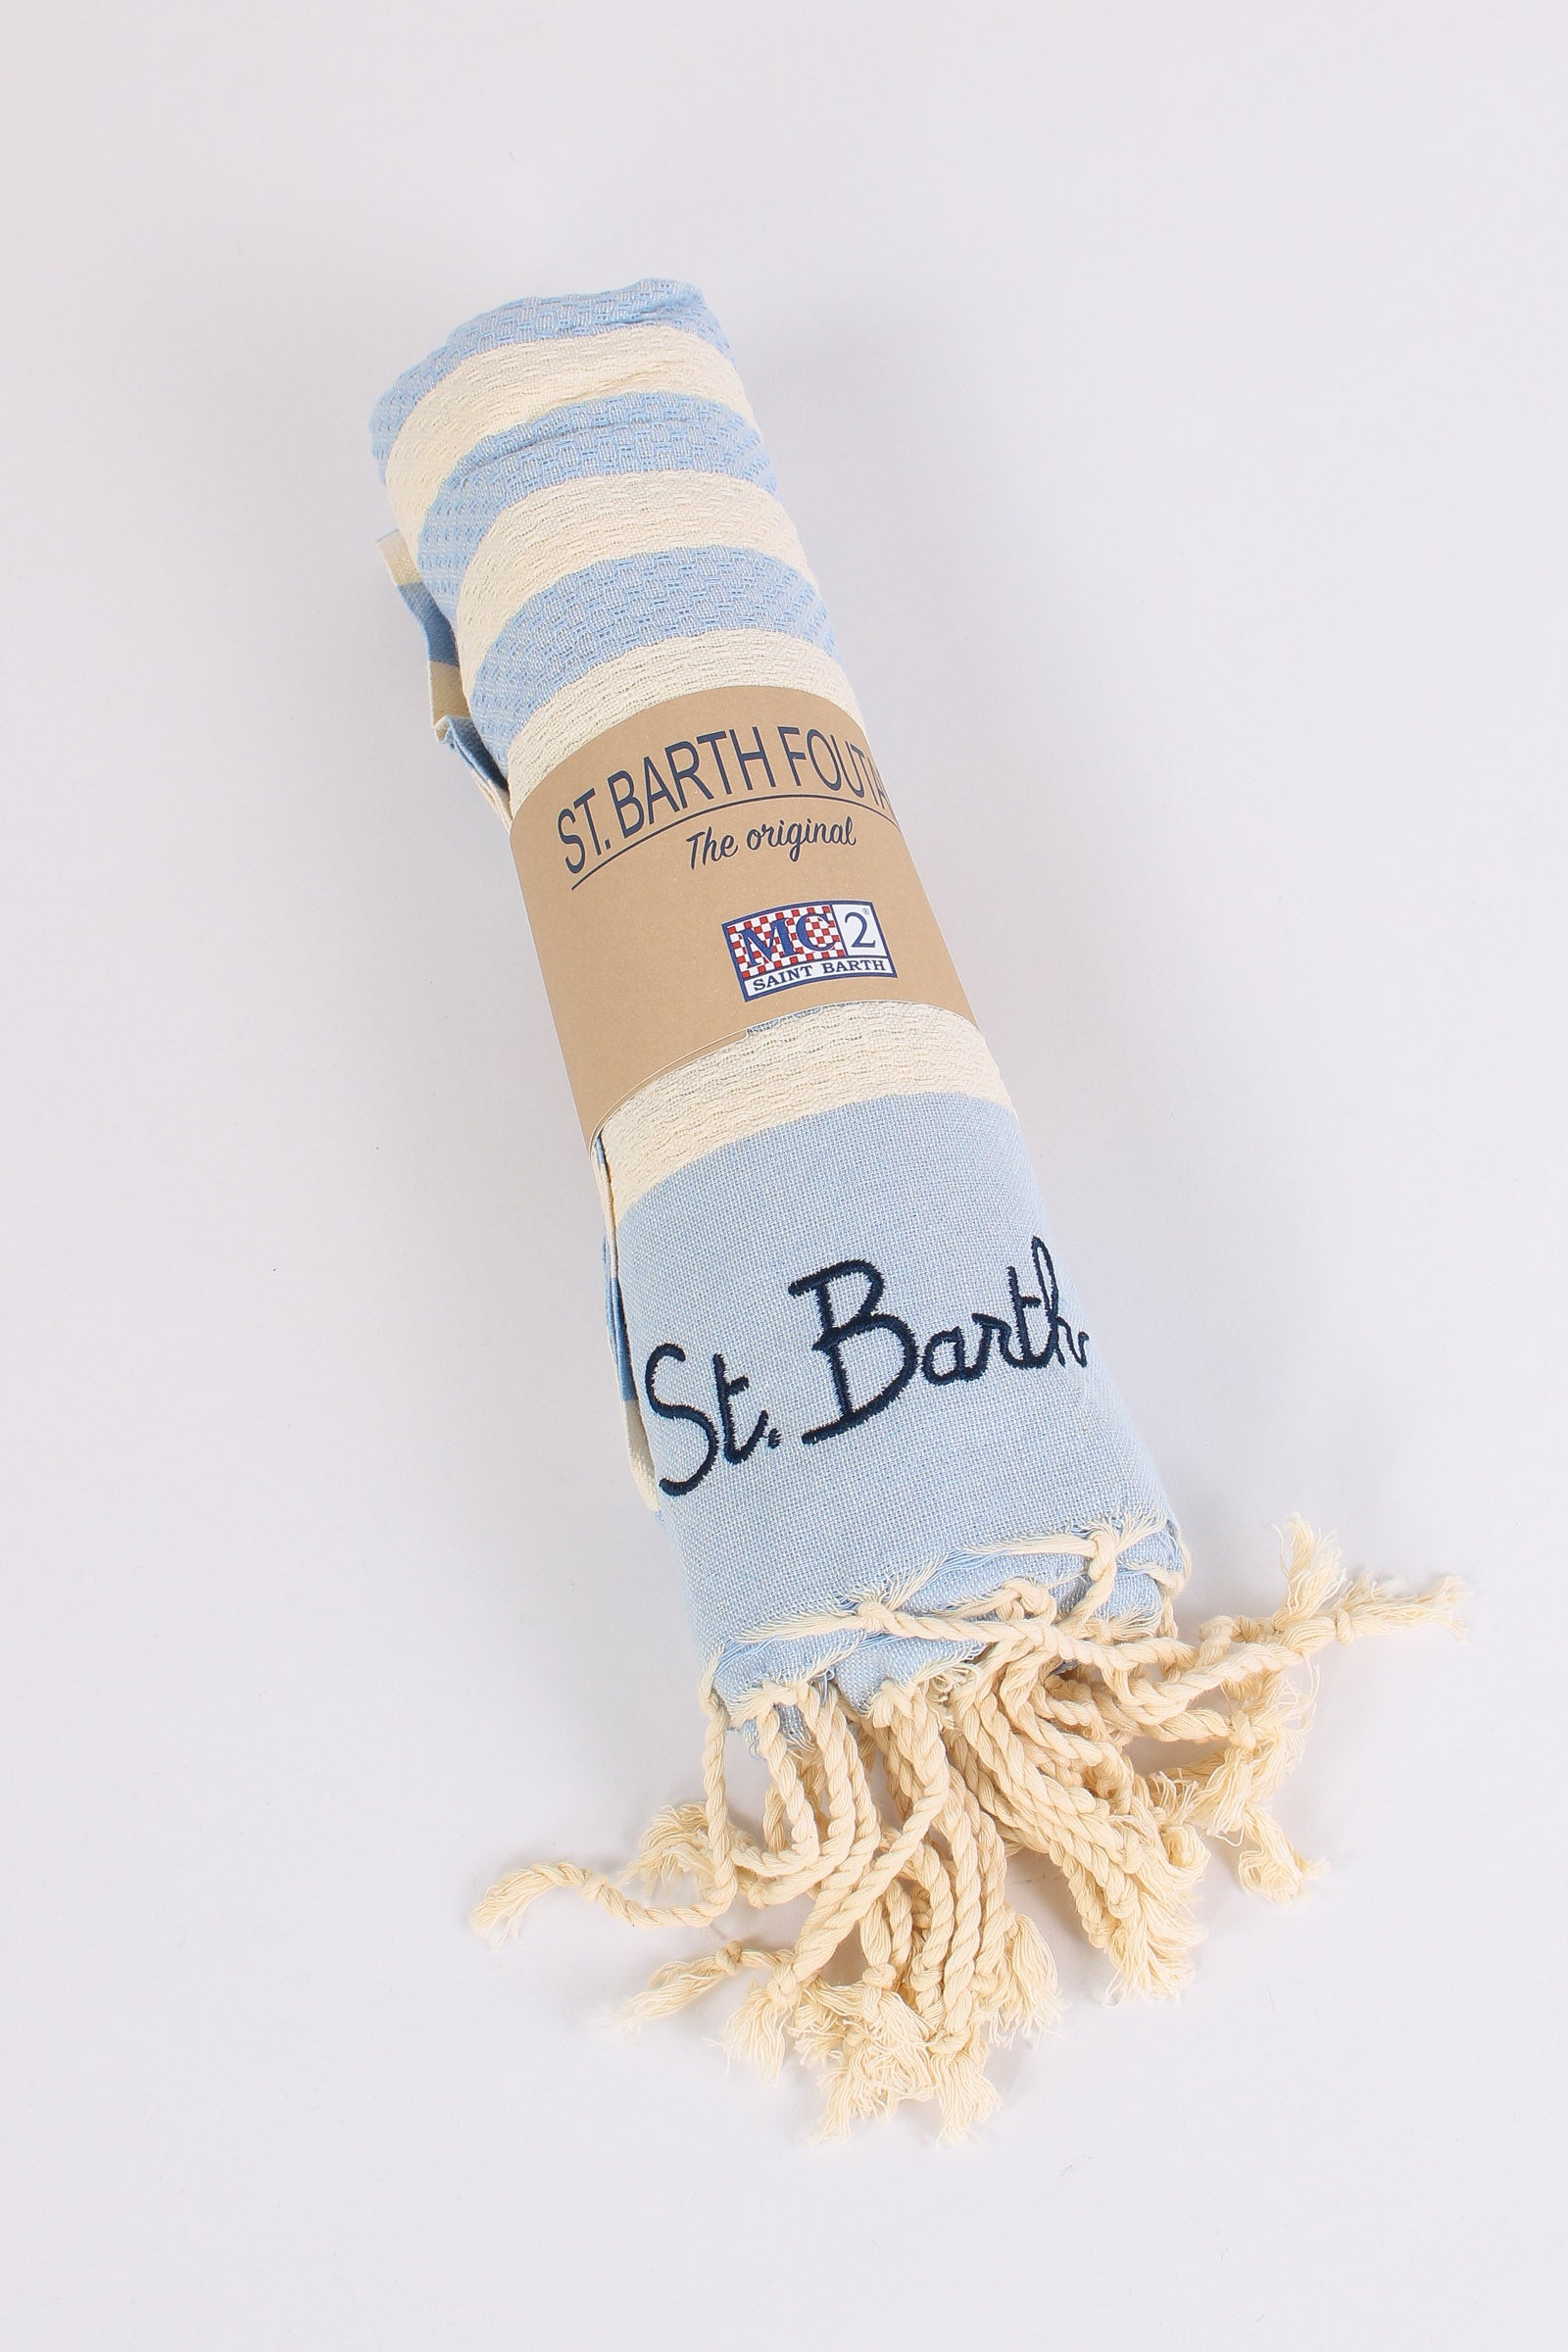 ST. BARTH FOUTA
The original
MC2®
SAINT BARTH
St. Barth